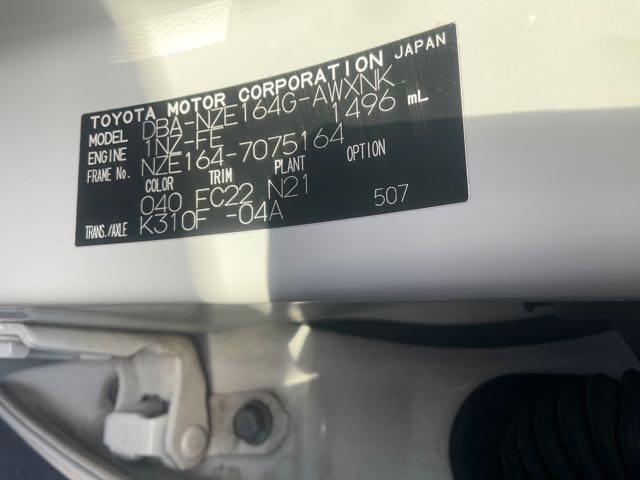 TOYOTA MOTOR CORPORATION JAPAN
MODEL DBA-NZE164G-AWXNK
ENGINE 1NZ-FE 1496 mL
FRAME No. NZE164-7075164
COLOR TRIM PLANT OPTION
040 FC22 N21
TRANS./AXLE K310F -04A 507